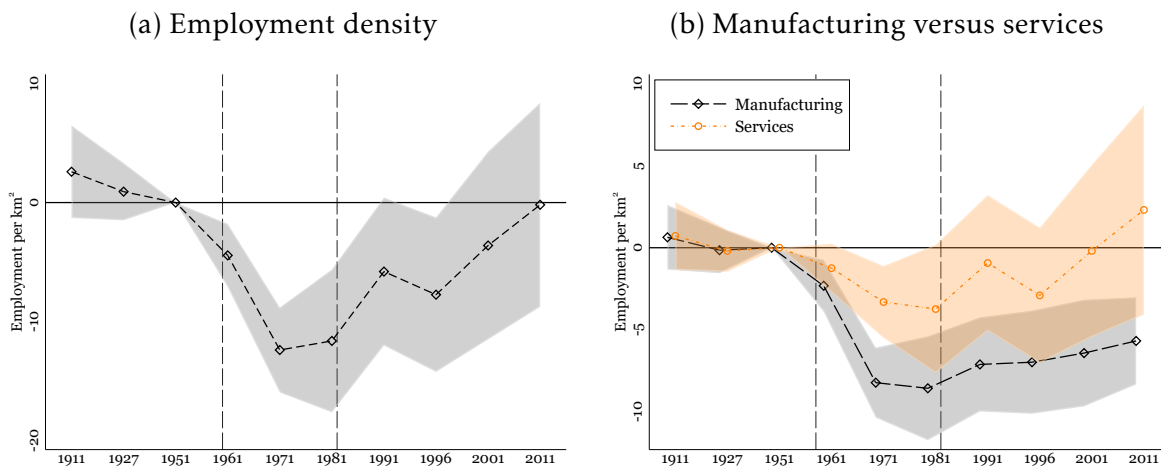 (a) Employment density
Employment per km²
10
0
-10
-20
1911 1927 1951 1961 1971 1981 1991 1996 2001 2011
(b) Manufacturing versus services
Manufacturing
Services
Employment per km²
10
5
0
-5
-10
1911 1927 1951 1961 1971 1981 1991 1996 2001 2011